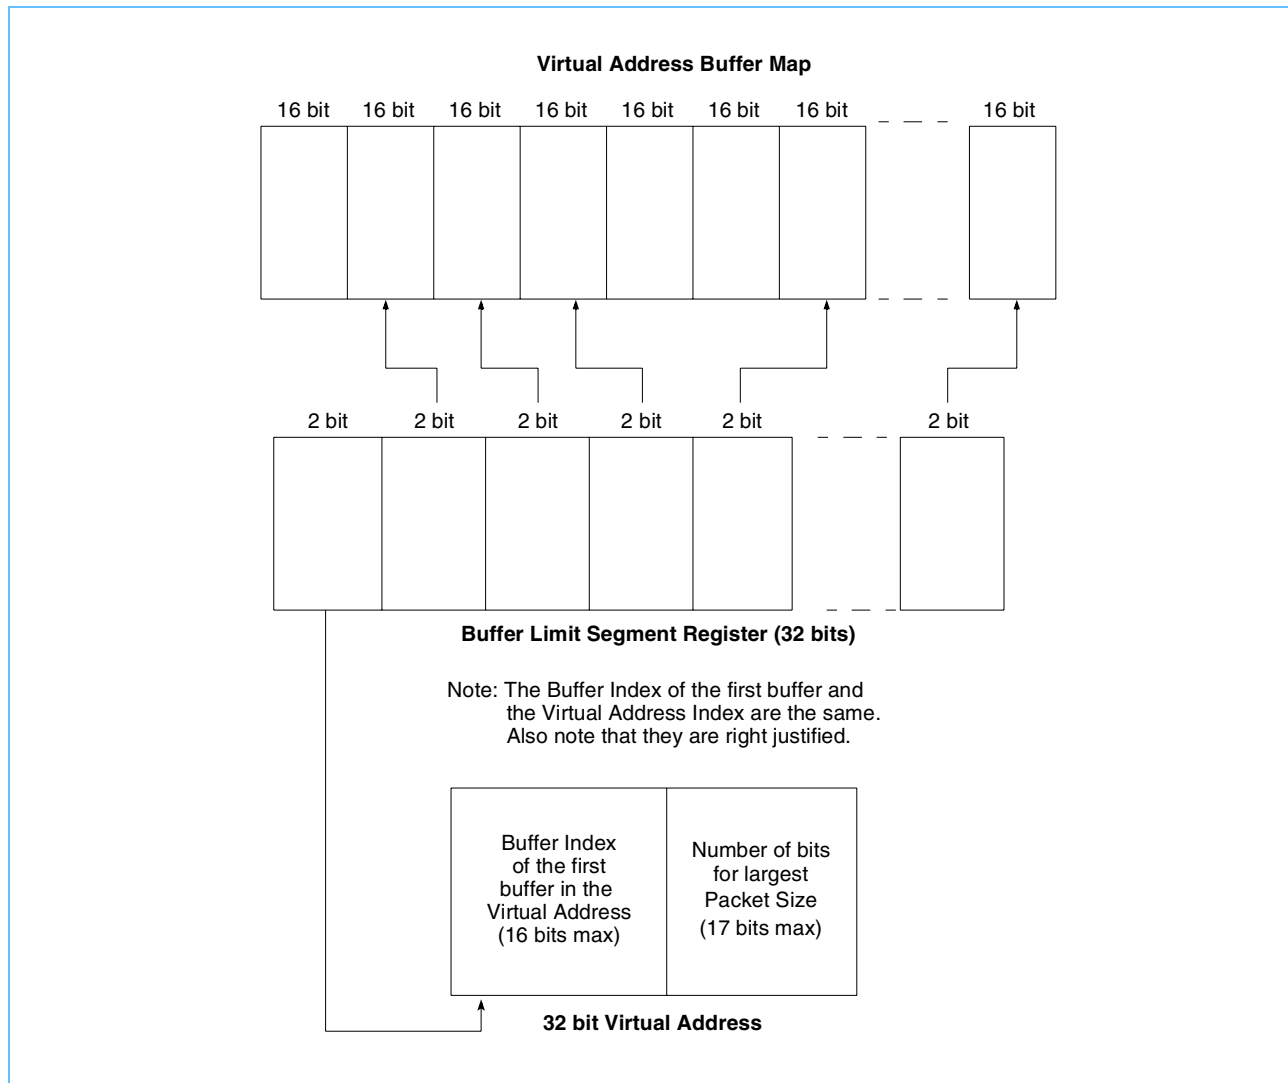 Virtual Address Buffer Map
16 bit 16 bit 16 bit 16 bit 16 bit 16 bit 16 bit 16 bit
2 bit 2 bit 2 bit 2 bit 2 bit 2 bit
Buffer Limit Segment Register (32 bits)
Note: The Buffer Index of the first buffer and
the Virtual Address Index are the same.
Also note that they are right justified.
Buffer Index
of the first
buffer in the
Virtual Address
(16 bits max)
Number of bits
for largest
Packet Size
(17 bits max)
32 bit Virtual Address